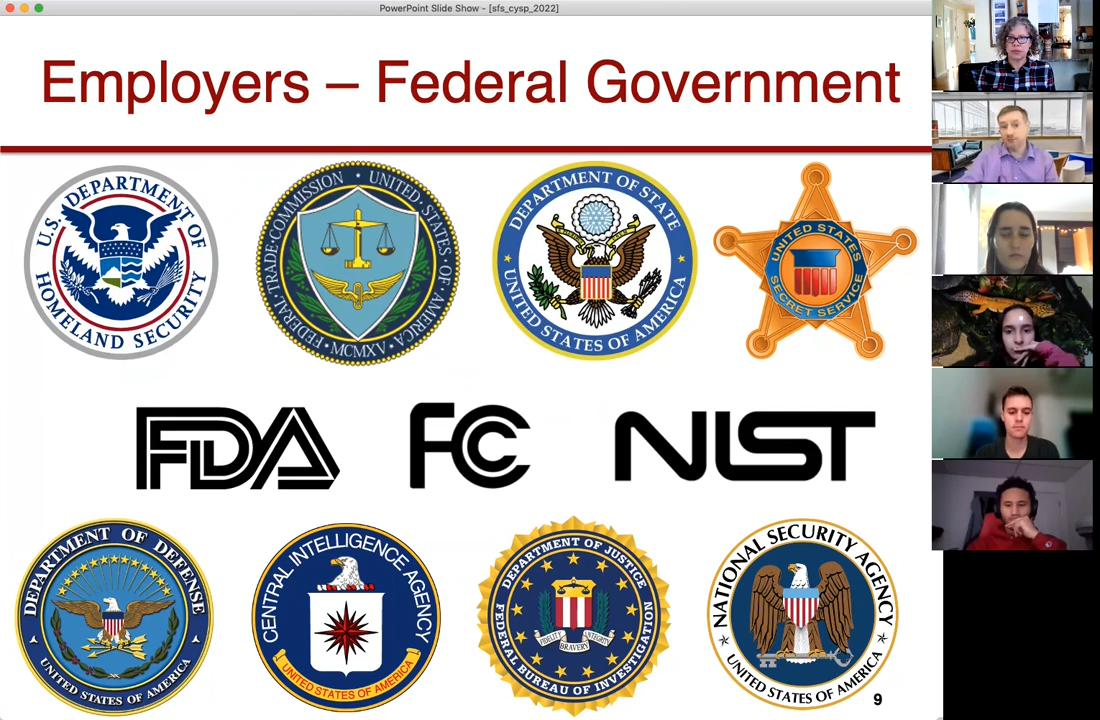 PowerPoint Slide Show - [sfs_cysp_2022]
Employers – Federal Government
U.S. DEPARTMENT OF HOMELAND SECURITY
FEDERAL·TRADE·COMMISSION · UNITED·STATES·OF·AMERICA · MCMXV ·
DEPARTMENT OF STATE
UNITED STATES OF AMERICA
UNITED STATES
SECRET SERVICE
FDA
FC
NIST
DEPARTMENT OF DEFENSE
UNITED STATES OF AMERICA
CENTRAL INTELLIGENCE AGENCY
UNITED STATES OF AMERICA
DEPARTMENT OF JUSTICE
FIDELITY BRAVERY INTEGRITY
FEDERAL BUREAU OF INVESTIGATION
NATIONAL SECURITY AGENCY
UNITED STATES OF AMERICA
9